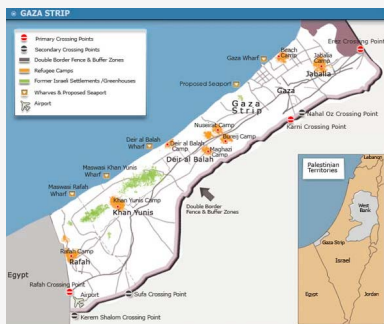 GAZA STRIP
Primary Crossing Points
Secondary Crossing Points
Double Border Fence & Buffer Zones
Refugee Camps
Former Israeli Settlements /Greenhouses
Wharves & Proposed Seaport
Airport
Erez Crossing Point
Gaza Wharf
Beach
Camp
Jabalia
Camp
Jabalia
Proposed Seaport
Gaza
Gaza
Strip
Nahal Oz Crossing Point
Karni Crossing Point
Nuseirat Camp
Bureij Camp
Maghazi
Camp
Deir al Balah
Wharf
Deir al Balah
Camp
Deir al Balah
Mawassi Khan Yunis
Wharf
Mawassi Rafah
Wharf
Khan Yunis Camp
Khan Yunis
Double Border
Fence & Buffer Zones
Rafah Camp
Rafah
Egypt
Rafah Crossing Point
Airport
Sufa Crossing Point
Kerem Shalom Crossing Point
Palestinian
Territories
Lebanon
West
Bank
Gaza Strip
Israel
Egypt
Jordan